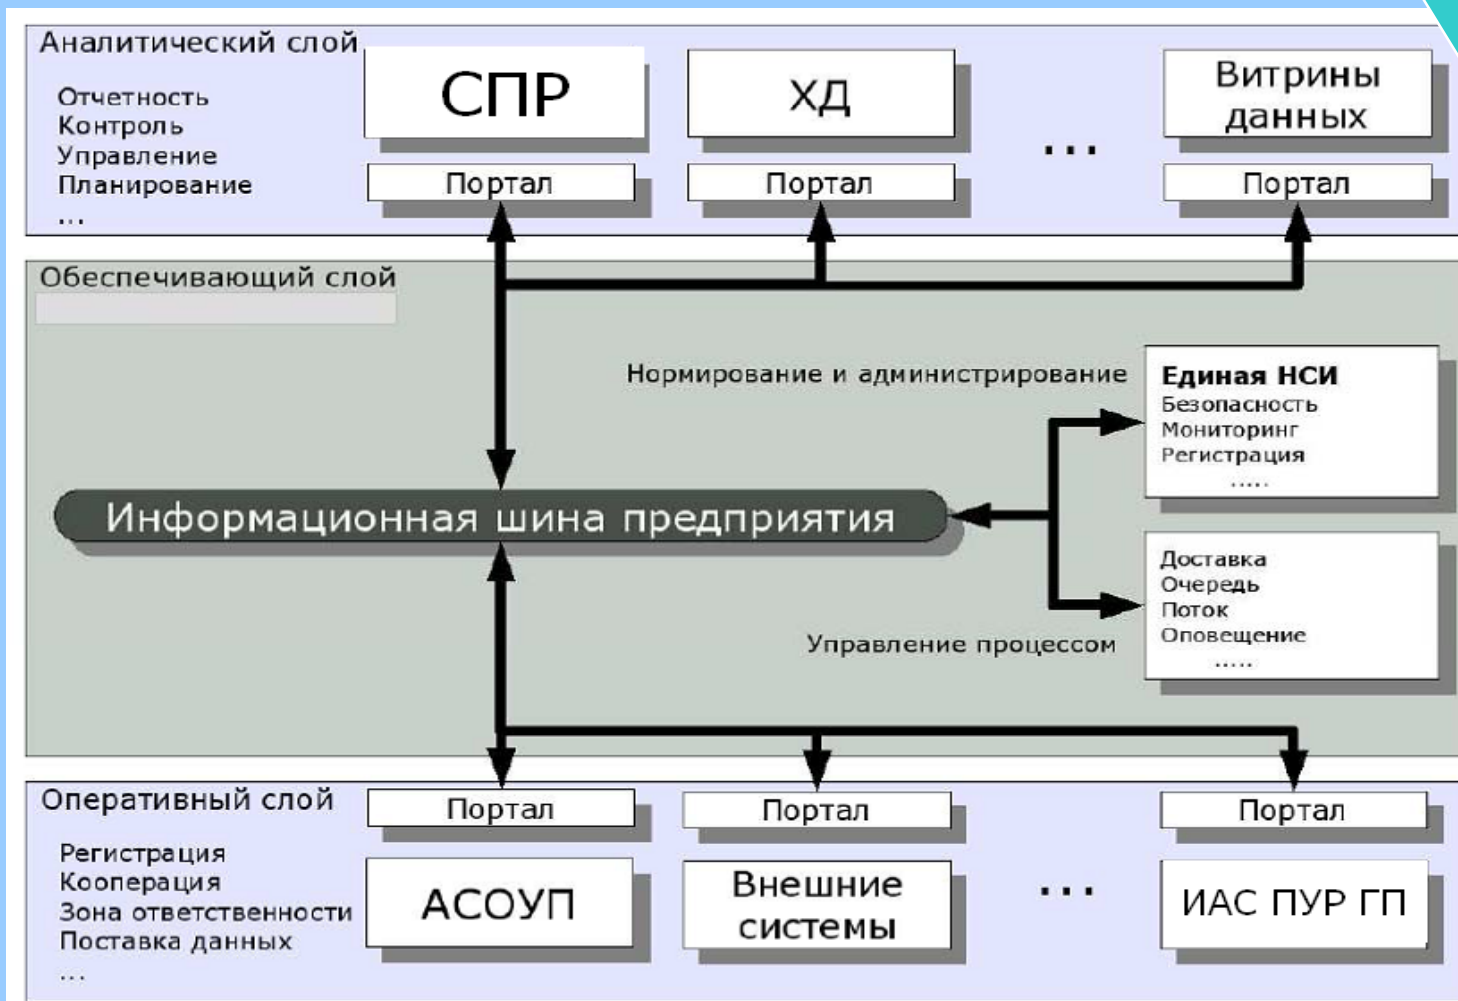 Аналитический слой
Отчетность
Контроль
Управление
Планирование
...
СПР
ХД
...
Витрины
данных
Портал
Портал
Портал
Обеспечивающий слой
Нормирование и администрирование
Единая НСИ
Безопасность
Мониторинг
Регистрация
.....
Информационная шина предприятия
Доставка
Очередь
Поток
Оповещение
.....
Управление процессом
Оперативный слой
Регистрация
Кооперация
Зона ответственности
Поставка данных
...
Портал
Портал
Портал
АСОУП
Внешние
системы
...
ИАС ПУР ГП